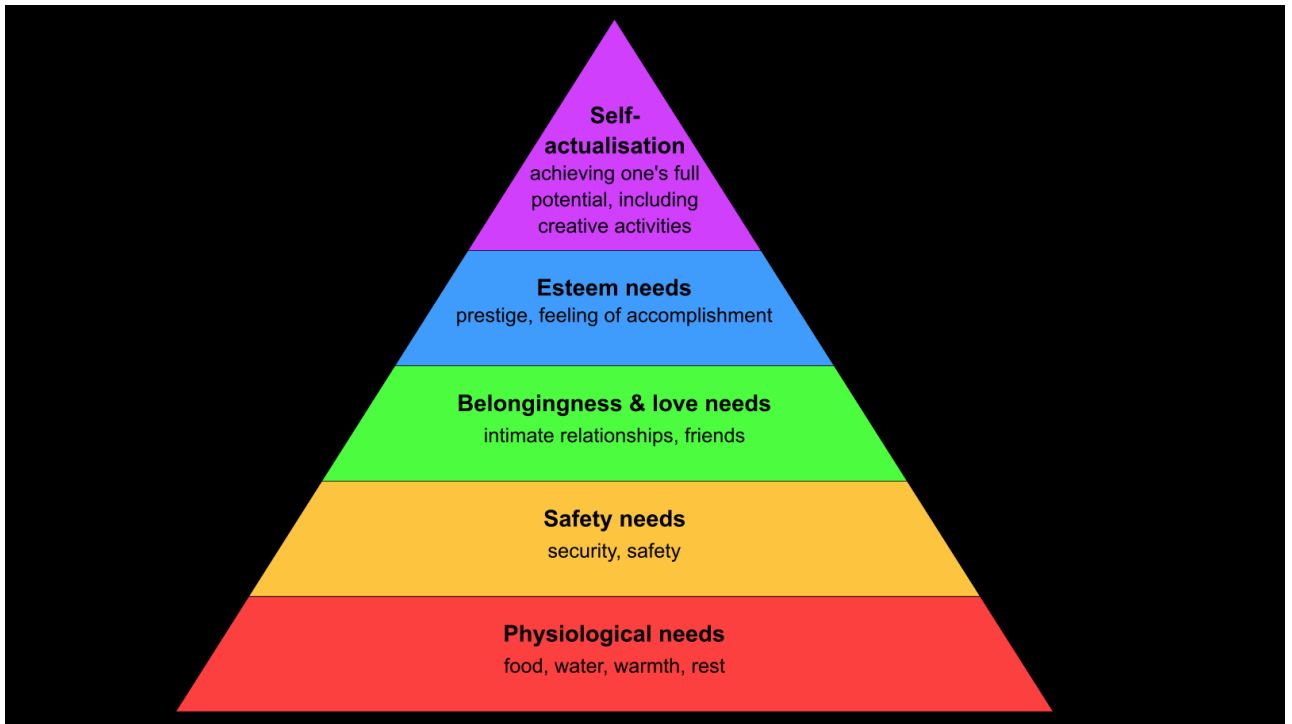 Self-
actualisation
achieving one's full
potential, including
creative activities
Esteem needs
prestige, feeling of accomplishment
Belongingness & love needs
intimate relationships, friends
Safety needs
security, safety
Physiological needs
food, water, warmth, rest